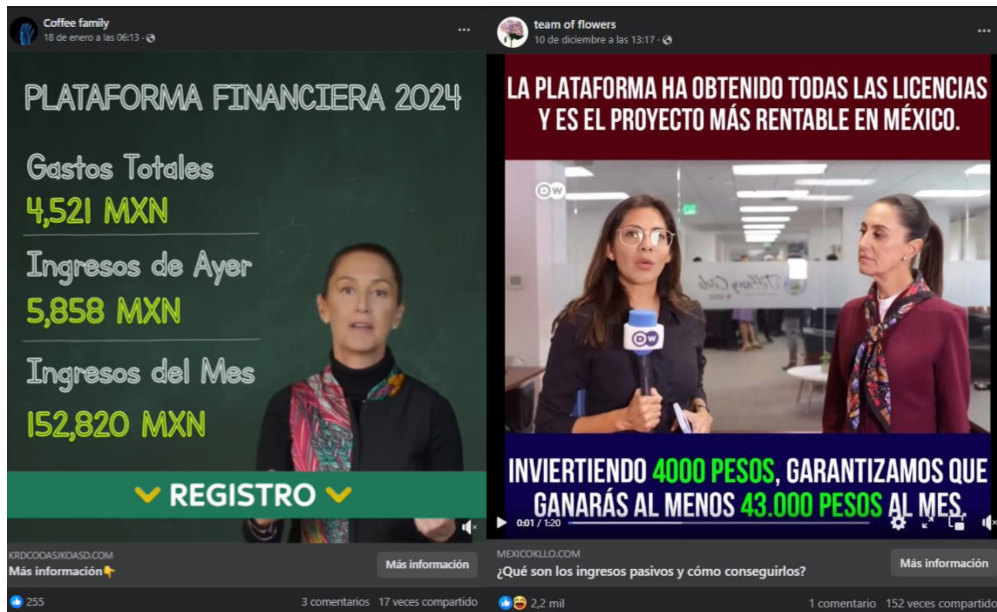 Coffee family
18 de enero a las 06:13 ·
PLATAFORMA FINANCIERA 2024
Gastos Totales
4,521 MXN
Ingresos de Ayer
5,858 MXN
Ingresos del Mes
152,820 MXN
REGISTRO
KRDCOOASJKDASD.COM
Más información👇
Más información
255
3 comentarios 17 veces compartido
team of flowers
10 de diciembre a las 13:17 ·
LA PLATAFORMA HA OBTENIDO TODAS LAS LICENCIAS
Y ES EL PROYECTO MÁS RENTABLE EN MÉXICO.
DW
DW
INVIERTIENDO 4000 PESOS, GARANTIZAMOS QUE
GANARÁS AL MENOS 43.000 PESOS AL MES.
0:01 / 1:20
MEXICOKLLO.COM
¿Qué son los ingresos pasivos y cómo conseguirlos?
Más información
2,2 mil
1 comentario 152 veces compartido